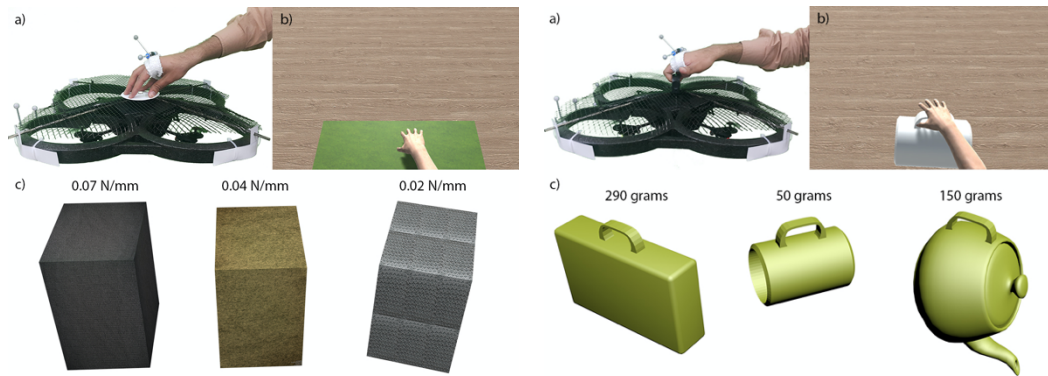 a)
b)
c)
0.07 N/mm
0.04 N/mm
0.02 N/mm
a)
b)
c)
290 grams
50 grams
150 grams